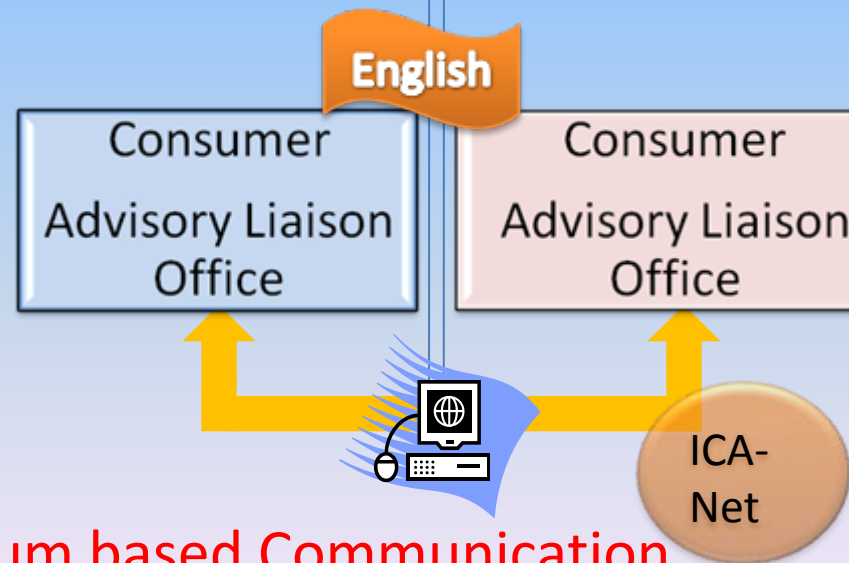 English
Consumer
Advisory Liaison
Office
Consumer
Advisory Liaison
Office
ICA-
Net
based Communication